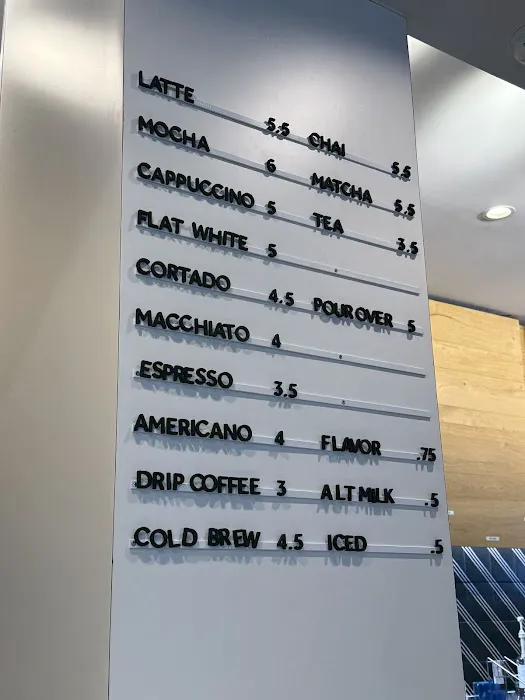 LATTE 5.5 CHAI 5.5
MOCHA 6 MATCHA 5.5
CAPPUCCINO 5 TEA 3.5
FLAT WHITE 5
CORTADO 4.5 POUR OVER 5
MACCHIATO 4
ESPRESSO 3.5
AMERICANO 4 FLAVOR .75
DRIP COFFEE 3 ALT MILK .5
COLD BREW 4.5 ICED .5